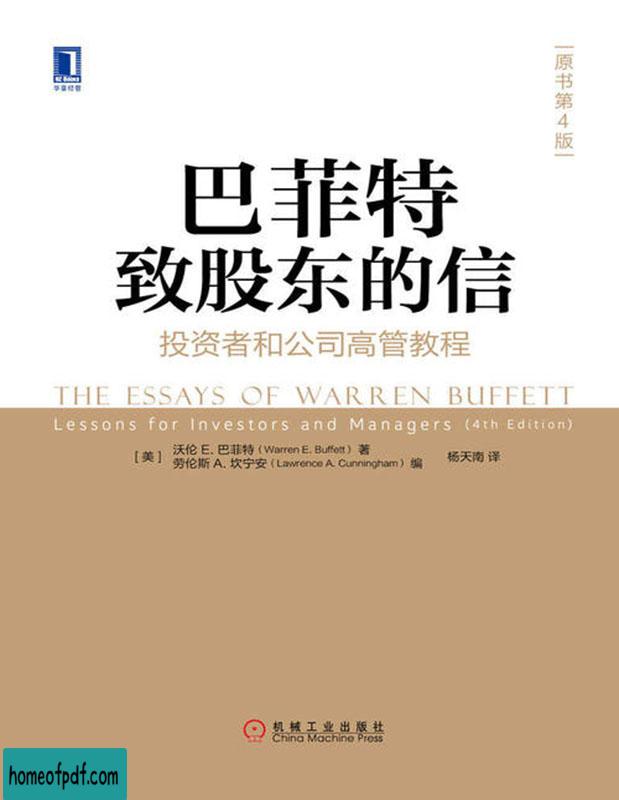 HZ Books
华章经管
原书第4版
巴菲特
致股东的信
投资者和公司高管教程
THE ESSAYS OF WARREN BUFFETT
Lessons for Investors and Managers (4th Edition)
[美] 沃伦 E. 巴菲特 (Warren E. Buffett) 著
劳伦斯 A. 坎宁安 (Lawrence A. Cunningham) 编
杨天南 译
机械工业出版社
China Machine Press
homeofpdf.com